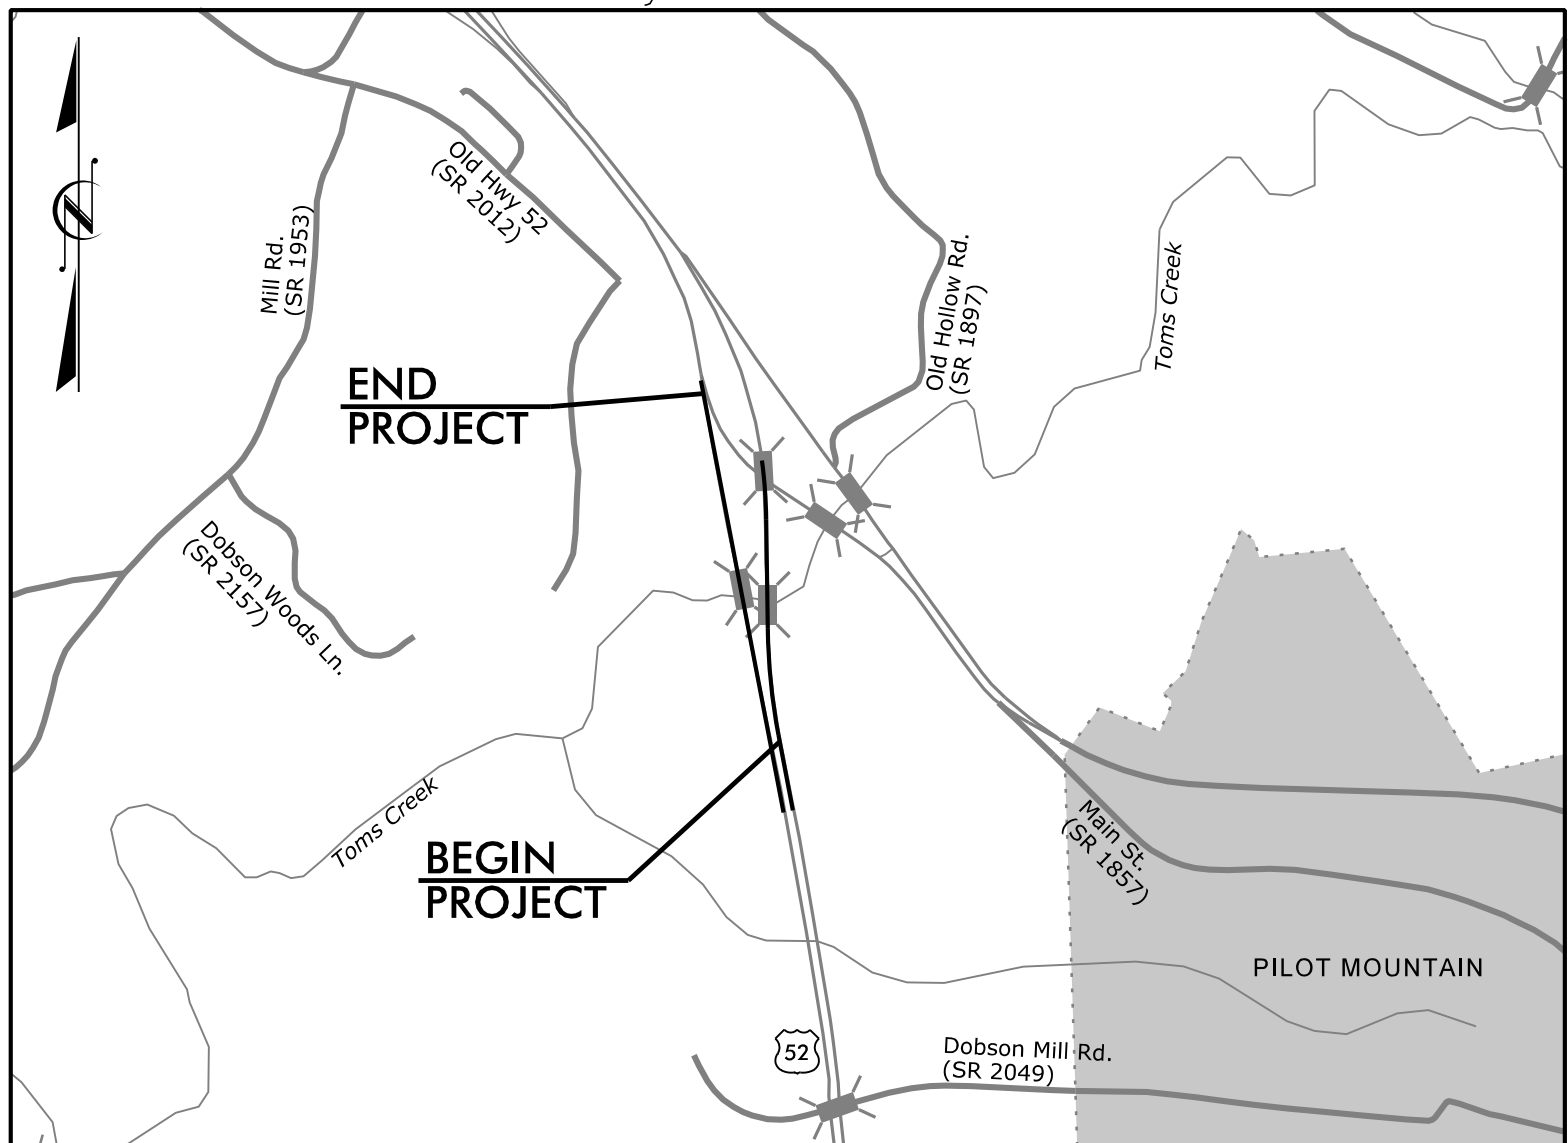 Old Hwy 52
(SR 2012)
Mill Rd.
(SR 1953)
Old Hollow Rd.
(SR 1897)
Toms Creek
END
PROJECT
Dobson Woods Ln.
(SR 2157)
Toms Creek
BEGIN
PROJECT
Main St.
(SR 1857)
PILOT MOUNTAIN
52
Dobson Mill Rd.
(SR 2049)